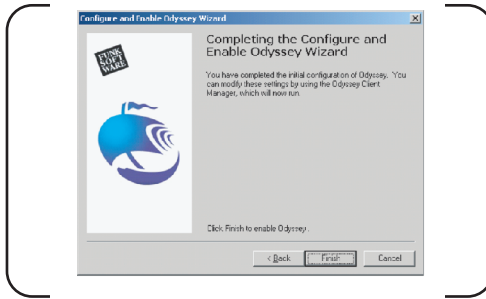 Configure and Enable Odyssey Wizard
Completing the Configure and
Enable Odyssey Wizard
FUNK
SOFT
WARE
You have completed the initial configuration of Odyssey. You
can modify these settings by using the Odyssey Client
Manager, which will now run.
Click Finish to enable Odyssey.
< Back
Finish
Cancel